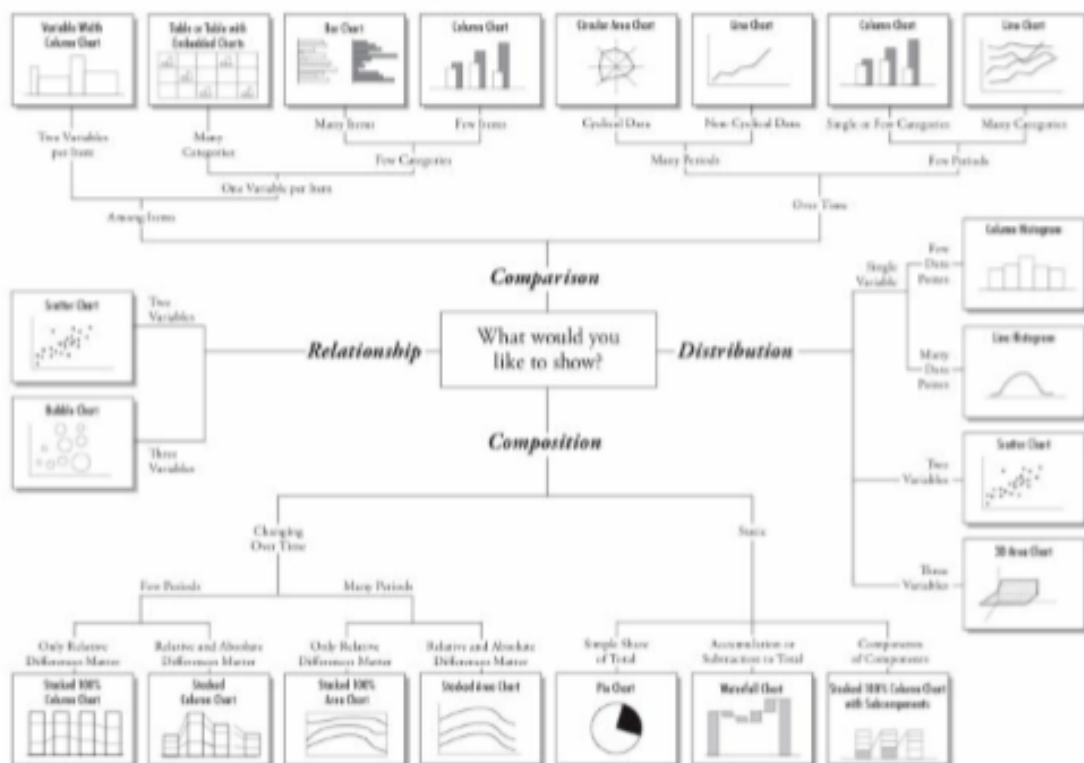 Variable Width
Column Chart
Table or Table with
Embedded Charts
Bar Chart
Column Chart
Circular Area Chart
Line Chart
Column Chart
Line Chart
Two Variables
per Item
Many
Categories
Many Items
Few Items
Cyclical Data
Non-Cyclical Data
Single or Few Categories
Many Categories
Few Categories
Many Periods
Few Periods
One Variable per Item
Among Items
Over Time
Comparison
What would you
like to show?
Relationship
Two
Variables
Scatter Chart
Three
Variables
Bubble Chart
Distribution
Single
Variable
Few
Data
Points
Column Histogram
Many
Data
Points
Line Histogram
Two
Variables
Scatter Chart
Three
Variables
3D Area Chart
Composition
Changing
Over Time
Static
Few Periods
Many Periods
Only Relative
Differences Matter
Relative and Absolute
Differences Matter
Only Relative
Differences Matter
Relative and Absolute
Differences Matter
Simple Share
of Total
Accumulation or
Subtraction to Total
Components
of Components
Stacked 100%
Column Chart
Stacked
Column Chart
Stacked 100%
Area Chart
Stacked Area Chart
Pie Chart
Waterfall Chart
Stacked 100% Column Chart
with Subcomponents